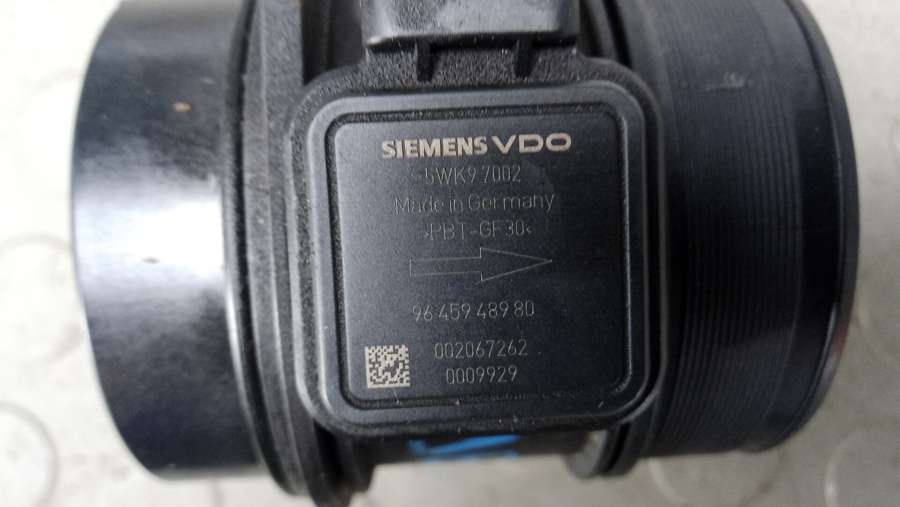 SIEMENS VDO
5WK9 7002
Made in Germany
>PBT-GF30<
96 459 489 80
002067262
0009929